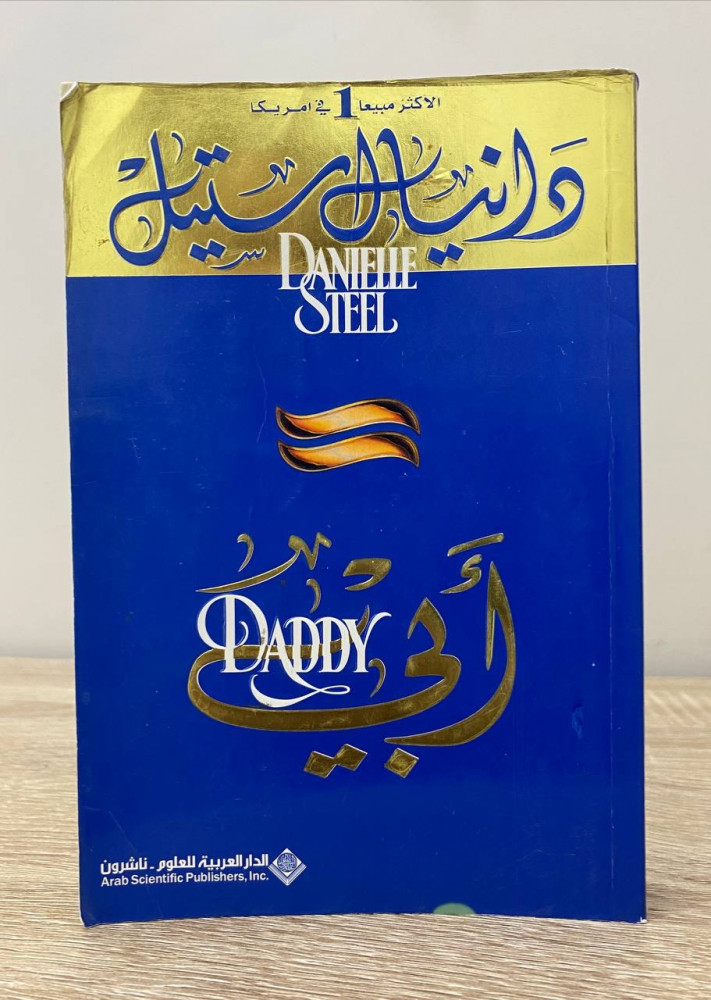 الاكثر مبيعا 1 في امريكا
دانيال ستيل
DANIELLE
STEEL
أبي
DADDY
الدار العربية للعلوم - ناشرون
Arab Scientific Publishers, Inc.